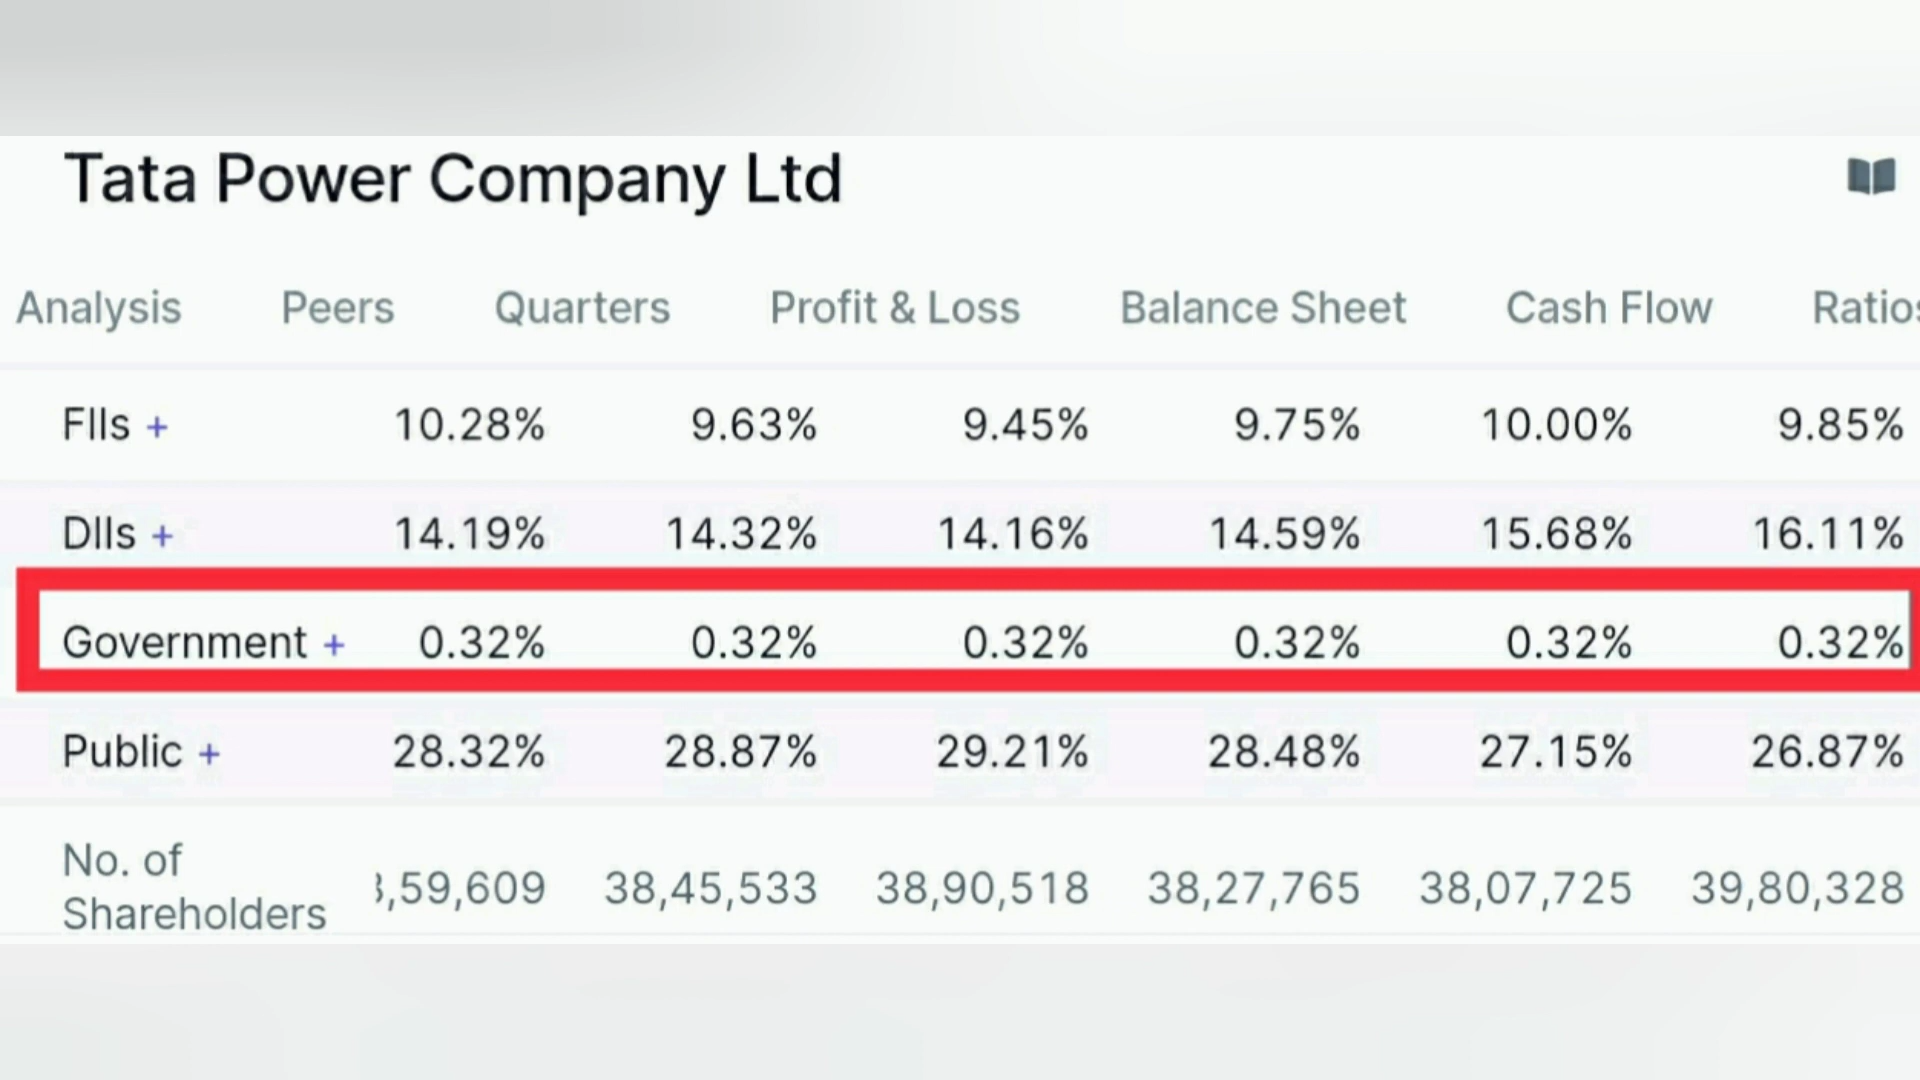 Tata Power Company Ltd
Analysis Peers Quarters Profit & Loss Balance Sheet Cash Flow Ratios
FIIs + 10.28% 9.63% 9.45% 9.75% 10.00% 9.85%
DIIs + 14.19% 14.32% 14.16% 14.59% 15.68% 16.11%
Government + 0.32% 0.32% 0.32% 0.32% 0.32% 0.32%
Public + 28.32% 28.87% 29.21% 28.48% 27.15% 26.87%
No. of
Shareholders ,59,609 38,45,533 38,90,518 38,27,765 38,07,725 39,80,328